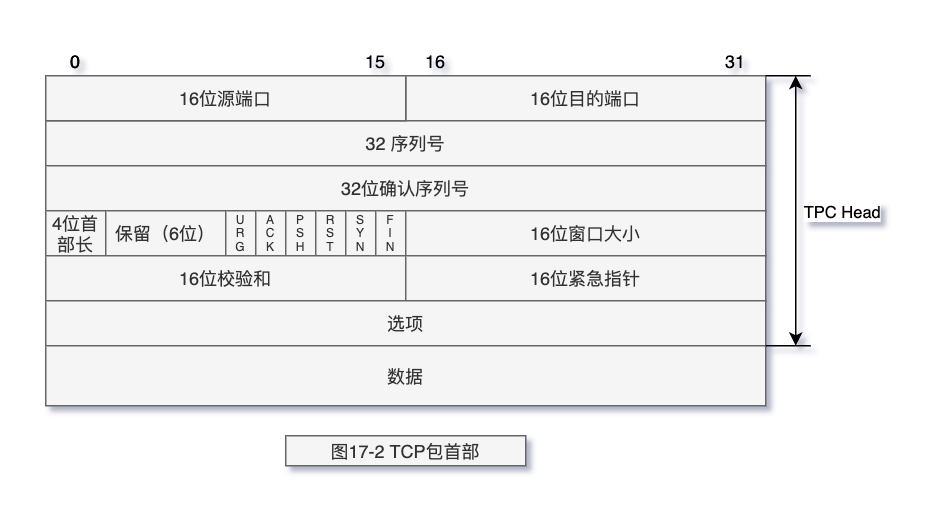 0 15 16 31
16位源端口 16位目的端口
32 序列号
32位确认序列号
4位首部长 保留（6位） URG ACK PSH RST SYN FIN 16位窗口大小
TPC Head
16位校验和 16位紧急指针
选项
数据
图17-2 TCP包首部